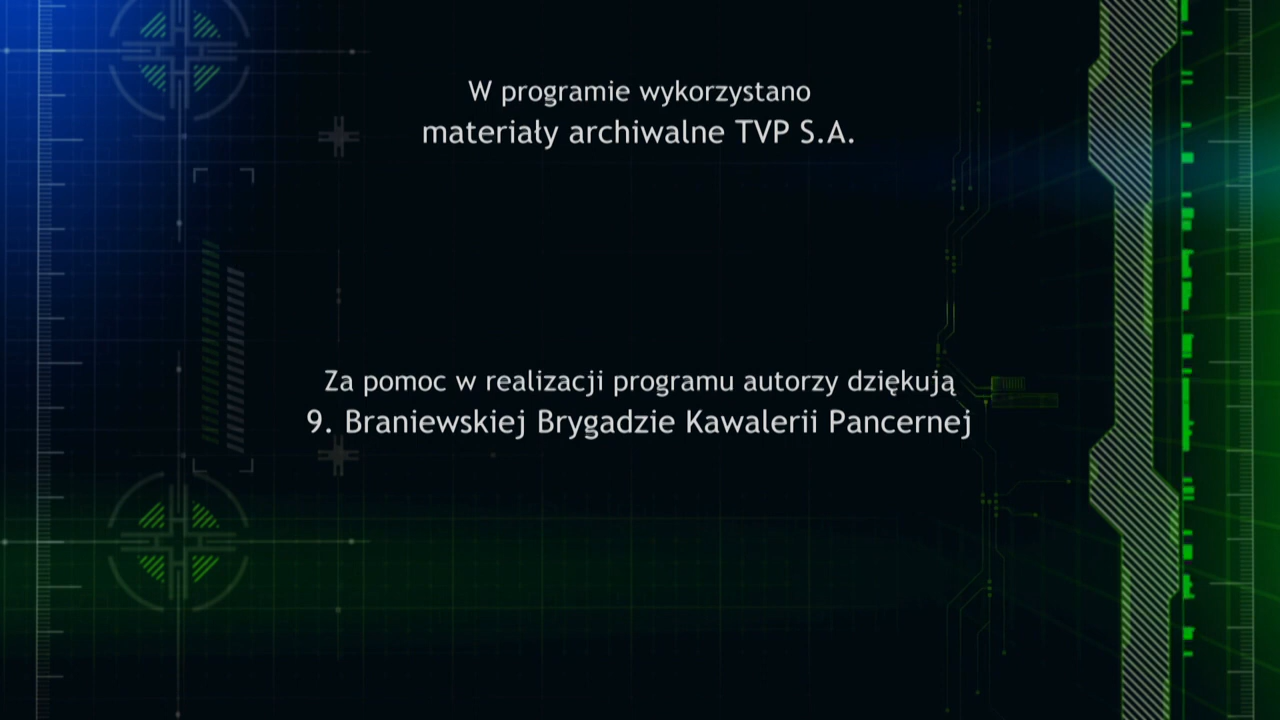 W programie wykorzystano
materiały archiwalne TVP S.A.
Za pomoc w realizacji programu autorzy dziękują
9. Braniewskiej Brygadzie Kawalerii Pancernej